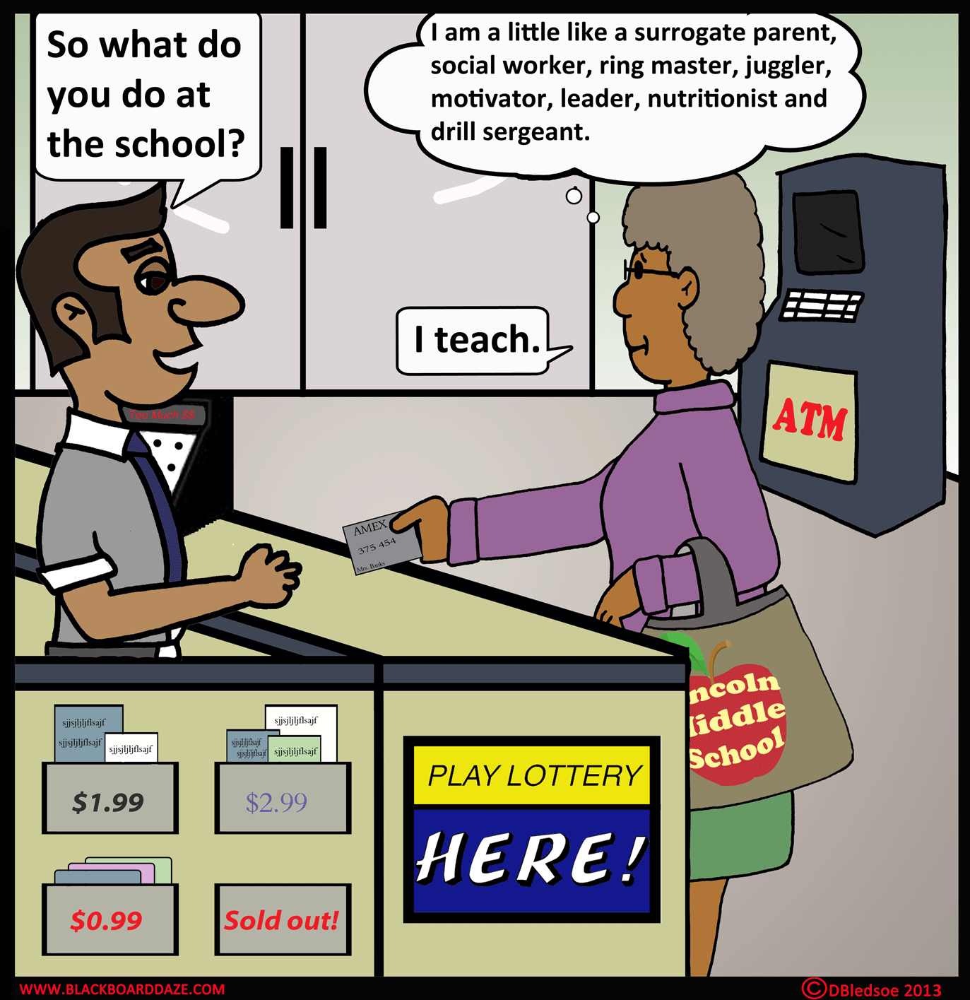 So what do
you do at
the school?
I am a little like a surrogate parent,
social worker, ring master, juggler,
motivator, leader, nutritionist and
drill sergeant.
I teach.
Too Much $$
ATM
AMEX
375 454
Mrs. Banks
ncoln
iddle
School
sjjsjljljflsajf
sjjsjljljflsajf
sjjsjljljflsajf
$1.99
sjjsjljljflsajf
sjjsjljljflsajf
sjjsjljljflsajf
sjjsjljljflsajf
$2.99
$0.99
Sold out!
PLAY LOTTERY
HERE!
WWW.BLACKBOARDDAZE.COM
©DBledsoe 2013